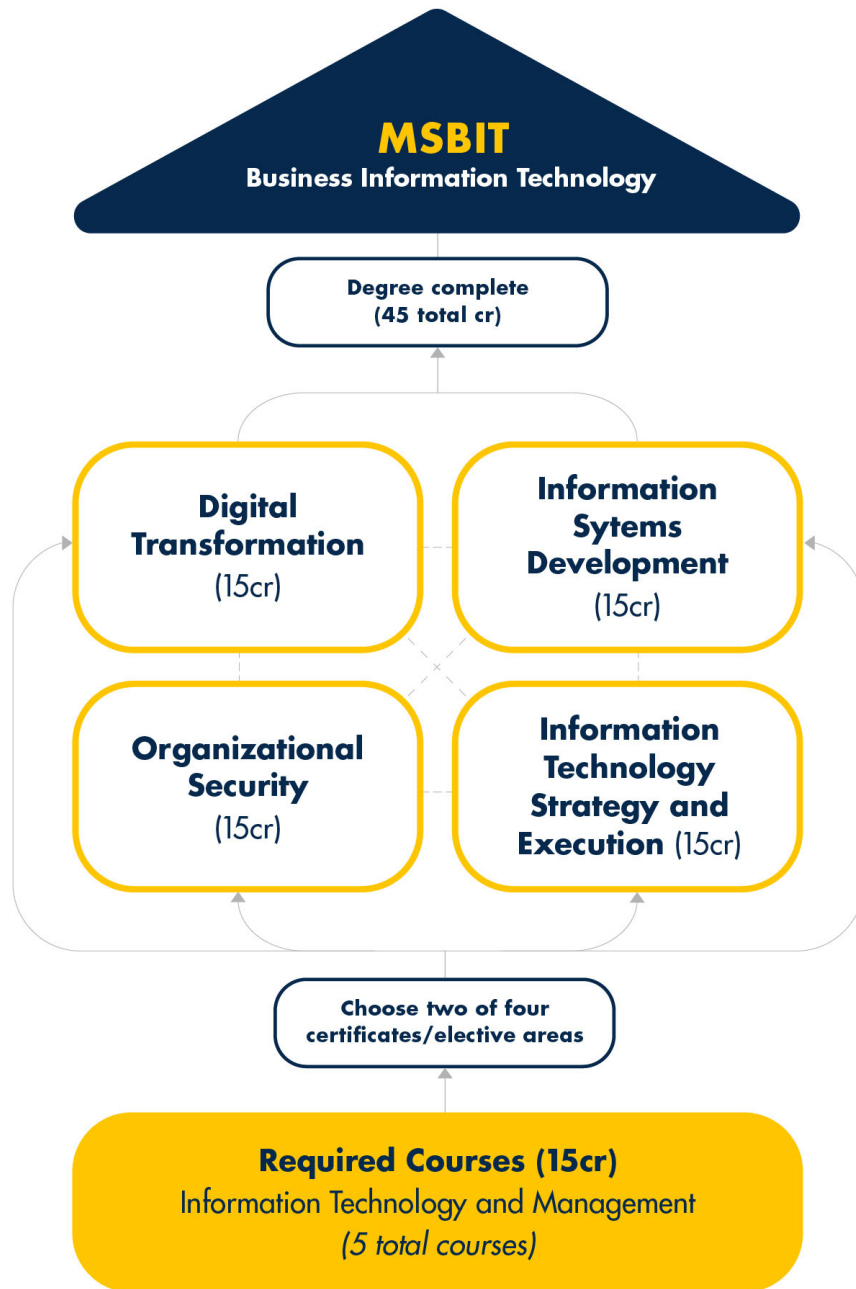 MSBIT
Business Information Technology
Degree complete
(45 total cr)
Digital
Transformation
(15cr)
Information
Sytems
Development
(15cr)
Organizational
Security
(15cr)
Information
Technology
Strategy and
Execution (15cr)
Choose two of four
certificates/elective areas
Required Courses (15cr)
Information Technology and Management
(5 total courses)